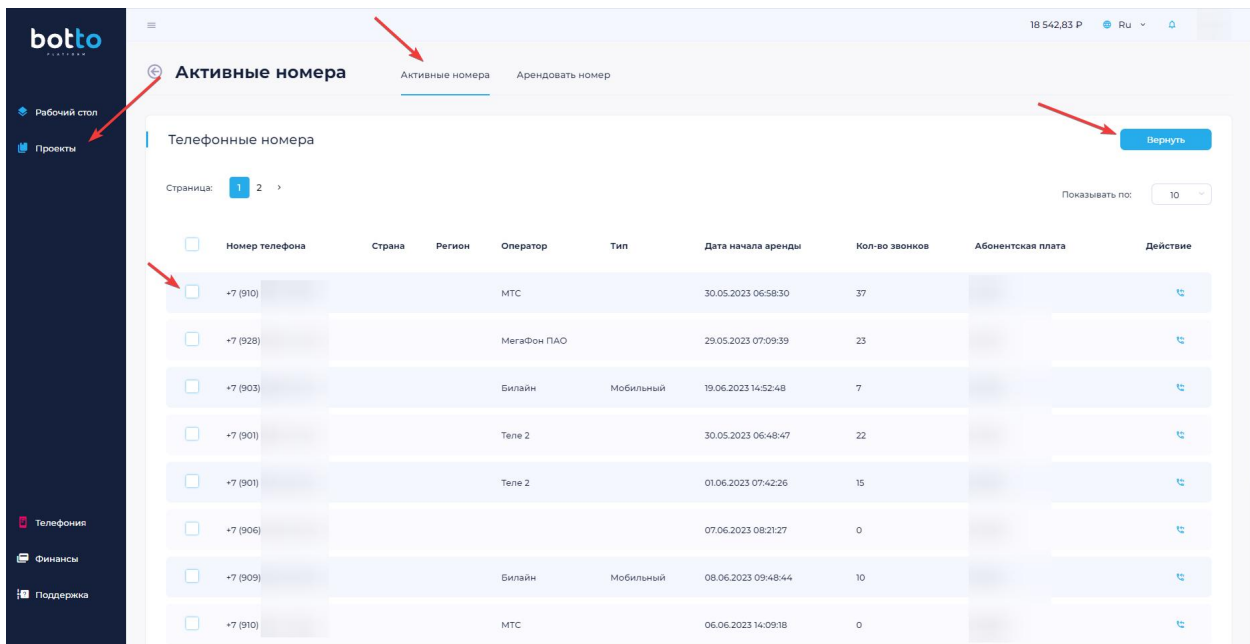 botto
PLATFORM
18 542,83 ₽ Ru
Активные номера
Активные номера Арендовать номер
Рабочий стол
Проекты
Телефонные номера
Вернуть
Страница: 1 2 >
Показывать по: 10
Номер телефона Страна Регион Оператор Тип Дата начала аренды Кол-во звонков Абонентская плата Действие
+7 (910) МТС 30.05.2023 06:58:30 37
+7 (928) МегаФон ПАО 29.05.2023 07:09:39 23
+7 (903) Билайн Мобильный 19.06.2023 14:52:48 7
+7 (901) Теле 2 30.05.2023 06:48:47 22
+7 (901) Теле 2 01.06.2023 07:42:26 15
+7 (906) 07.06.2023 08:21:27 0
+7 (909) Билайн Мобильный 08.06.2023 09:48:44 10
+7 (910) МТС 06.06.2023 14:09:18 0
Телефония
Финансы
Поддержка